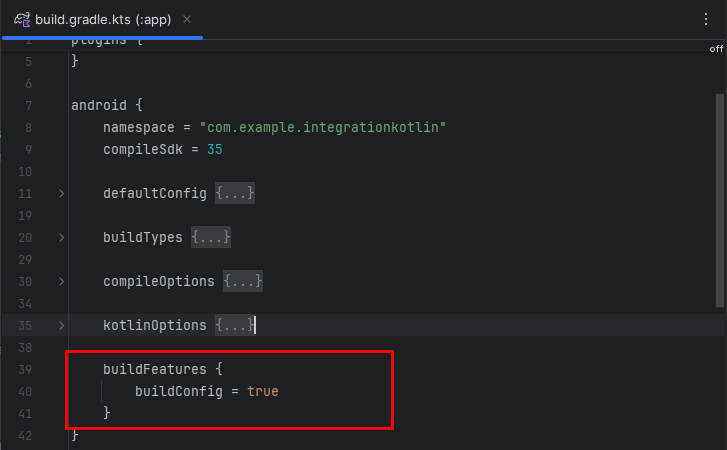 build.gradle.kts (:app)
off
plugins {
5 }
6
7 android {
8 namespace = "com.example.integrationkotlin"
9 compileSdk = 35
10
11 defaultConfig {...}
19
20 buildTypes {...}
29
30 compileOptions {...}
34
35 kotlinOptions {...}
38
39 buildFeatures {
40 buildConfig = true
41 }
42 }